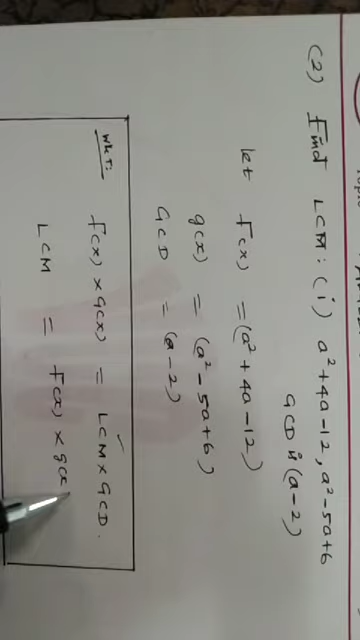 (2) Find LCM: (i) a²+4a-12, a²-5a+6
GCD is (a-2)
let f(x) = (a²+4a-12)
g(x) = (a²-5a+6)
GCD = (a-2)
WKT:
f(x) × g(x) = LCM × GCD.
LCM = f(x) × g(x